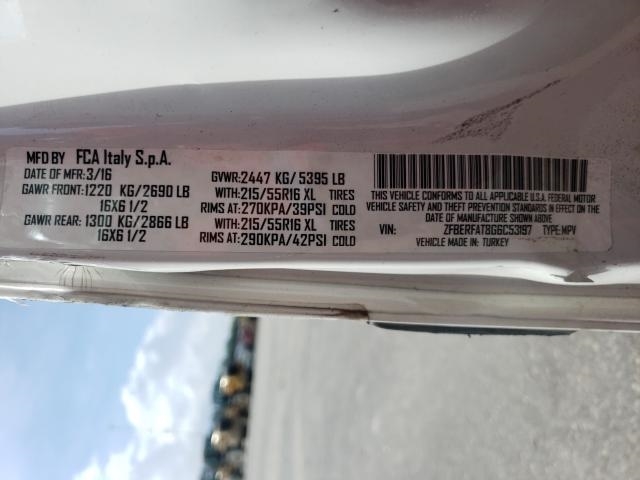 MFD BY FCA Italy S.p.A.
DATE OF MFR:3/16
GAWR FRONT:1220 KG/2690 LB
16X6 1/2
GAWR REAR:1300 KG/2866 LB
16X6 1/2
GVWR:2447 KG/5395 LB
WITH:215/55R16 XL TIRES
RIMS AT:270KPA/39PSI COLD
WITH:215/55R16 XL TIRES
RIMS AT:290KPA/42PSI COLD
THIS VEHICLE CONFORMS TO ALL APPLICABLE U.S.A. FEDERAL MOTOR
VEHICLE SAFETY, BUMPER, AND THEFT PREVENTION STANDARDS IN
EFFECT ON THE DATE OF MANUFACTURE SHOWN ABOVE.
VIN: ZFBERFAT8G6C53197 TYPE:MPV
VEHICLE MADE IN: TURKEY